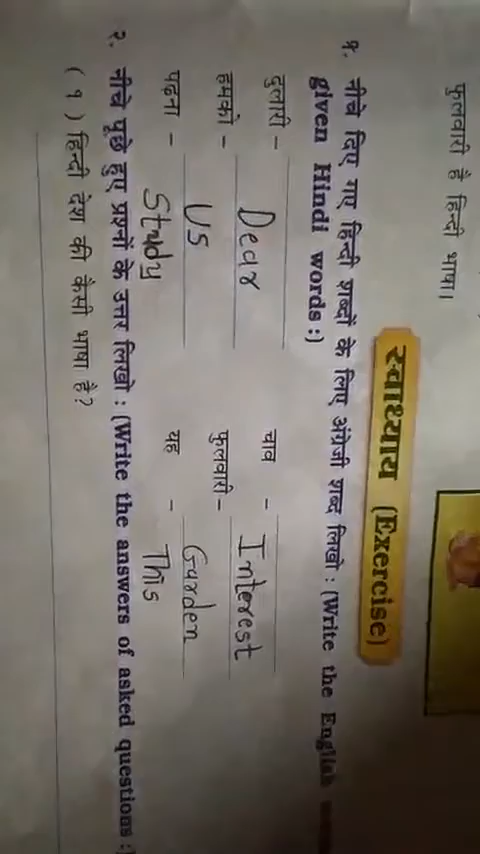 फुलवारी है हिन्दी भाषा।
स्वाध्याय (Exercise)
१. नीचे दिए गए हिन्दी शब्दों के लिए अंग्रेजी शब्द लिखो : (Write the English
given Hindi words :)
दुलारी - Dear चाव - Interest
हमको - Us फुलवारी - Garden
पढ़ना - Study यह - This
२. नीचे पूछे हुए प्रश्नों के उत्तर लिखो : (Write the answers of asked questions :)
( १ ) हिन्दी देश की कैसी भाषा है?